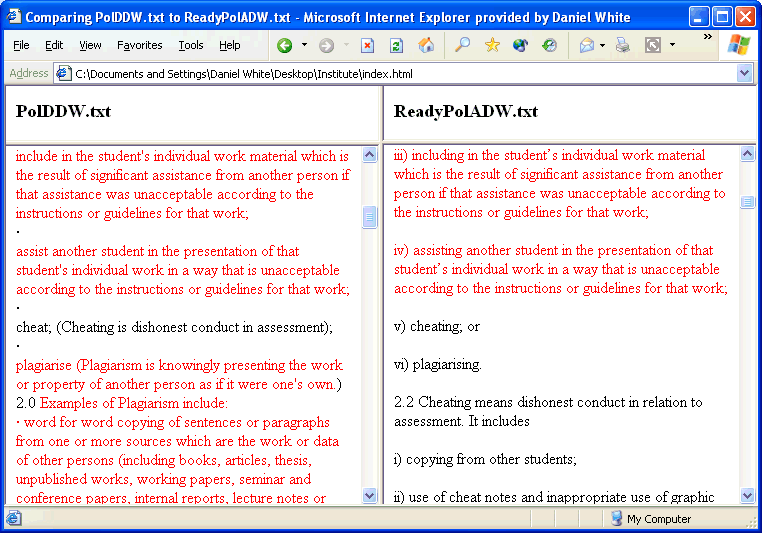 Comparing PolDDW.txt to ReadyPolADW.txt - Microsoft Internet Explorer provided by Daniel White
File Edit View Favorites Tools Help »
Address C:\Documents and Settings\Daniel White\Desktop\Institute\index.html
PolDDW.txt
include in the student's individual work material which is
the result of significant assistance from another person if
that assistance was unacceptable according to the
instructions or guidelines for that work;
·
assist another student in the presentation of that
student's individual work in a way that is unacceptable
according to the instructions or guidelines for that work;
·
cheat; (Cheating is dishonest conduct in assessment);
·
plagiarise (Plagiarism is knowingly presenting the work
or property of another person as if it were one's own.)
2.0 Examples of Plagiarism include:
· word for word copying of sentences or paragraphs
from one or more sources which are the work or data
of other persons (including books, articles, thesis,
unpublished works, working papers, seminar and
conference papers, internal reports, lecture notes or
ReadyPolADW.txt
iii) including in the student’s individual work material
which is the result of significant assistance from another
person if that assistance was unacceptable according to
the instructions or guidelines for that work;
iv) assisting another student in the presentation of that
student’s individual work in a way that is unacceptable
according to the instructions or guidelines for that work;
v) cheating; or
vi) plagiarising.
2.2 Cheating means dishonest conduct in relation to
assessment. It includes
i) copying from other students;
ii) use of cheat notes and inappropriate use of graphic
My Computer